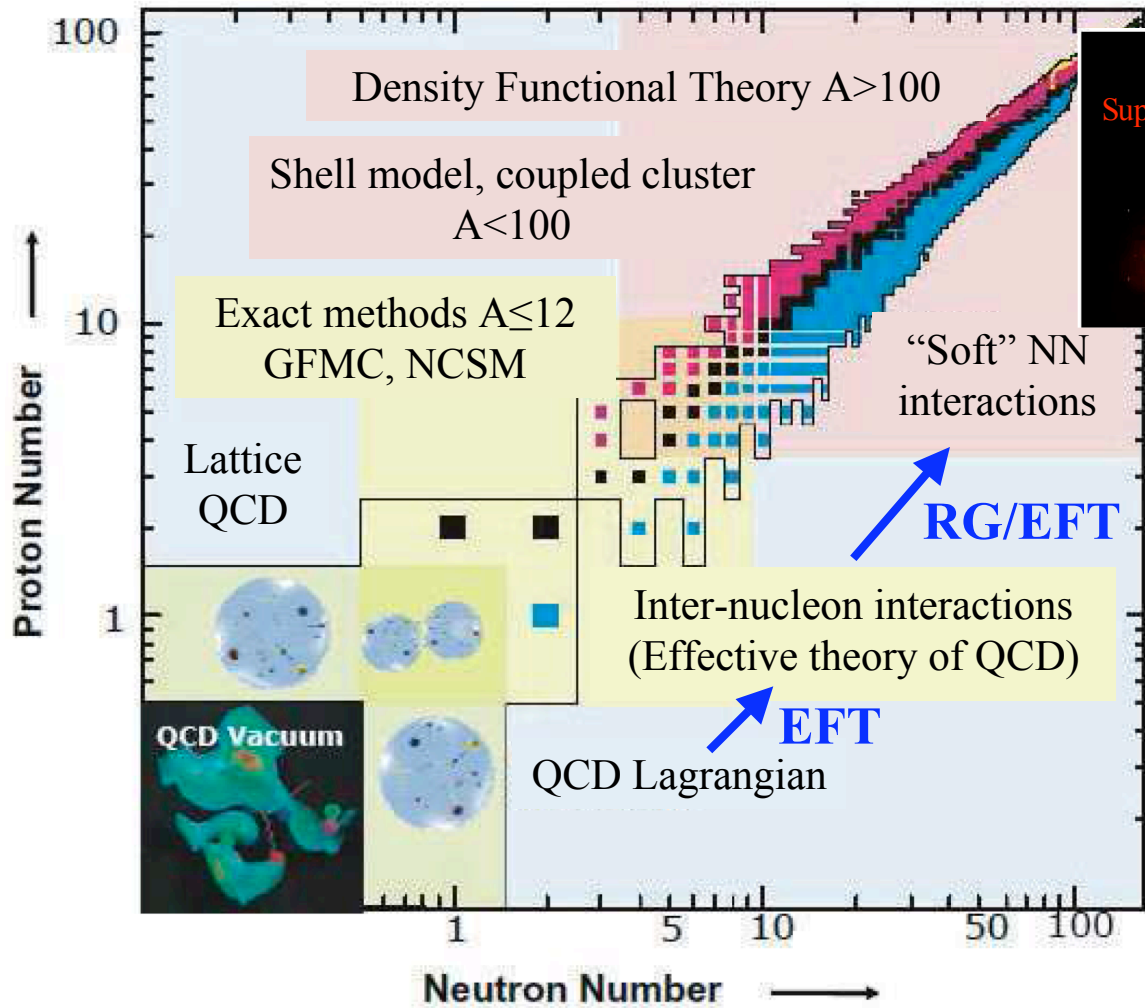 100
Density Functional Theory A>100
Sup
Shell model, coupled cluster
A<100
10
Exact methods A≤12
GFMC, NCSM
“Soft” NN
interactions
Lattice
QCD
RG/EFT
1
Inter-nucleon interactions
(Effective theory of QCD)
EFT
QCD Vacuum
QCD Lagrangian
Proton Number
1
5
10
50
100
Neutron Number